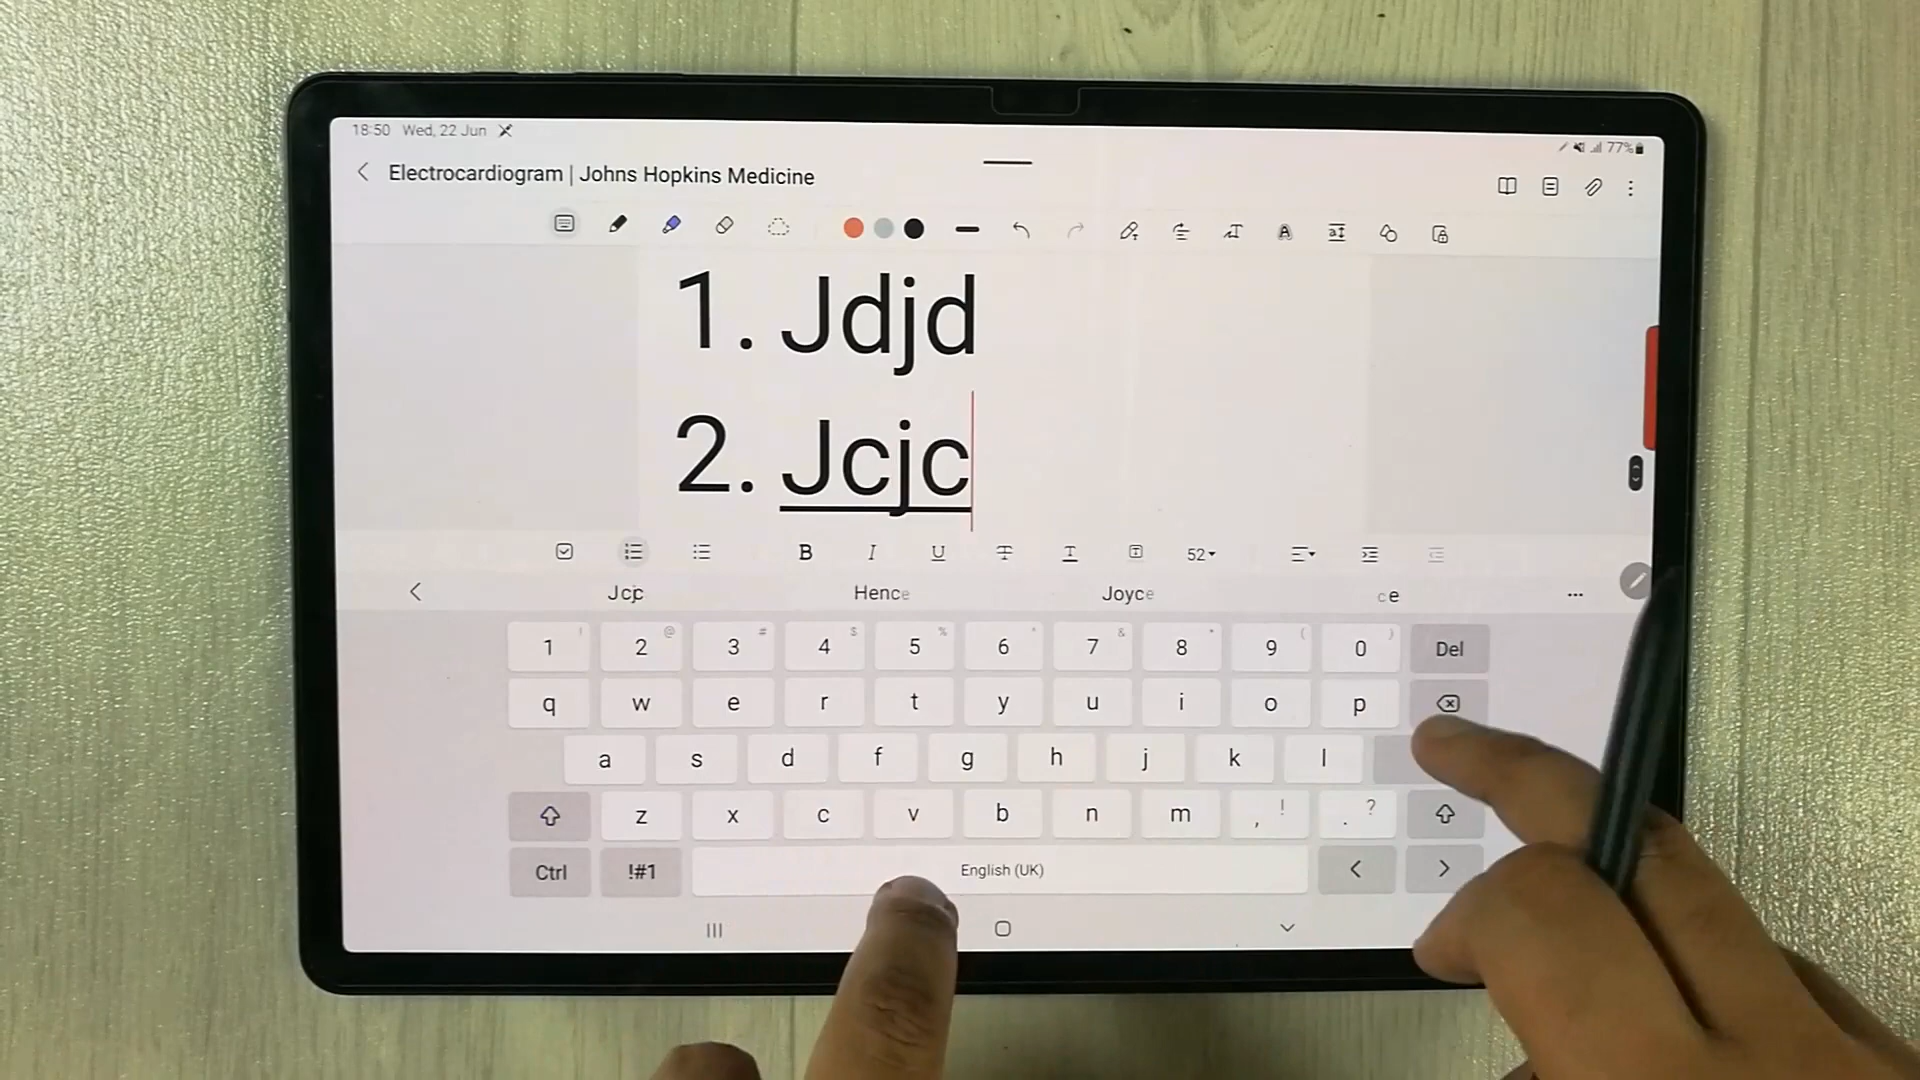 18:50 Wed, 22 Jun
77%
Electrocardiogram | Johns Hopkins Medicine
1. Jdjd
2. Jcjc
B I U T T T 52
Jcjc Hence Joyce ce ...
1 ! 2 @ 3 # 4 $ 5 % 6 ^ 7 & 8 * 9 ( 0 ) Del
q w e r t y u i o p
a s d f g h j k l
z x c v b n m , ! . ?
Ctrl !#1 English (UK) < >